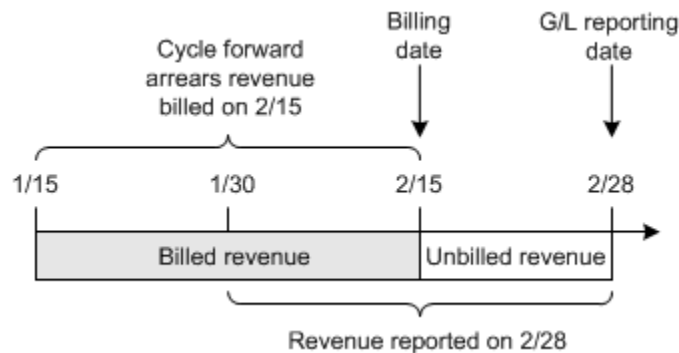 Cycle forward
arrears revenue
billed on 2/15
Billing
date
G/L reporting
date
1/15
1/30
2/15
2/28
Billed revenue
Unbilled revenue
Revenue reported on 2/28